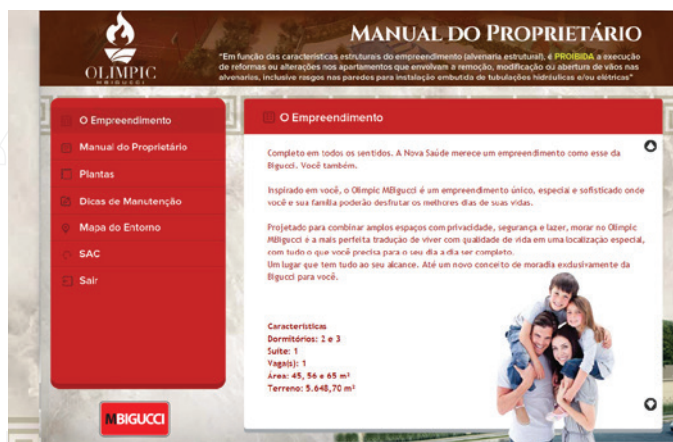 OLIMPIC
MBIGUCCI
MANUAL DO PROPRIETÁRIO
"Em função das características estruturais do empreendimento (alvenaria estrutural), é PROIBIDA a execução
de reformas ou alterações nos apartamentos que envolvam a remoção, modificação ou abertura de vãos nas
alvenarias, inclusive rasgos nas paredes para instalação embutida de tubulações hidráulicas e/ou elétricas"
O Empreendimento
Manual do Proprietário
Plantas
Dicas de Manutenção
Mapa do Entorno
SAC
Sair
MBIGUCCI
O Empreendimento
Completo em todos os sentidos. A Nova Saúde merece um empreendimento como esse da
Bigucci. Você também.
Inspirado em você, o Olimpic MBigucci é um empreendimento único, especial e sofisticado onde
você e sua família poderão desfrutar os melhores dias de suas vidas.
Projetado para combinar amplos espaços com privacidade, segurança e lazer, morar no Olimpic
MBigucci é a mais perfeita tradução de viver com qualidade de vida em uma localização especial,
com tudo o que você precisa para o seu dia a dia ser completo.
Um lugar que tem tudo ao seu alcance. Até um novo conceito de moradia exclusivamente da
Bigucci para você.
Características
Dormitórios: 2 e 3
Suíte: 1
Vaga(s): 1
Área: 45, 56 e 65 m²
Terreno: 5.648,70 m²